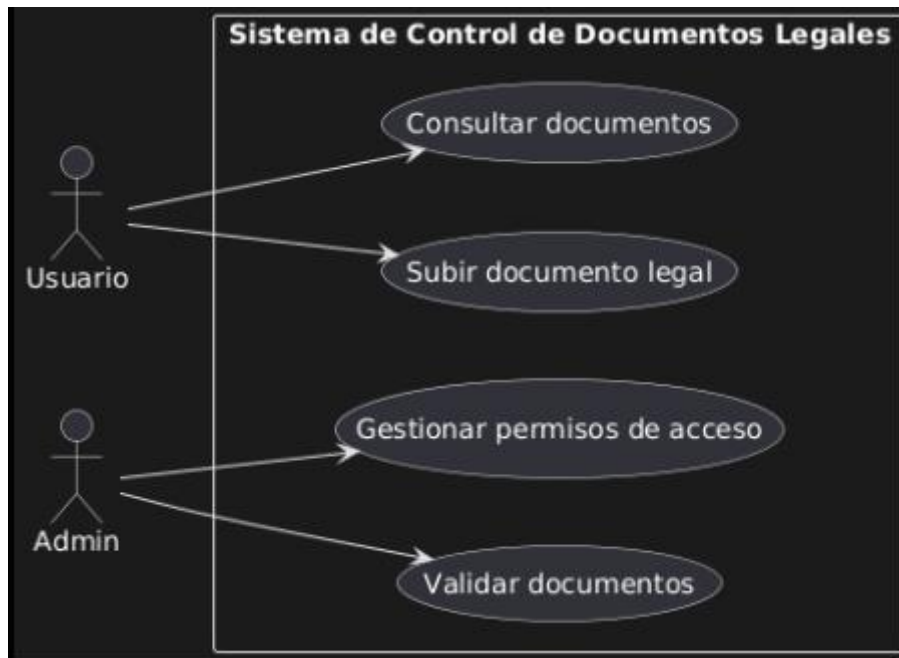 Sistema de Control de Documentos Legales
Consultar documentos
Usuario
Subir documento legal
Gestionar permisos de acceso
Admin
Validar documentos